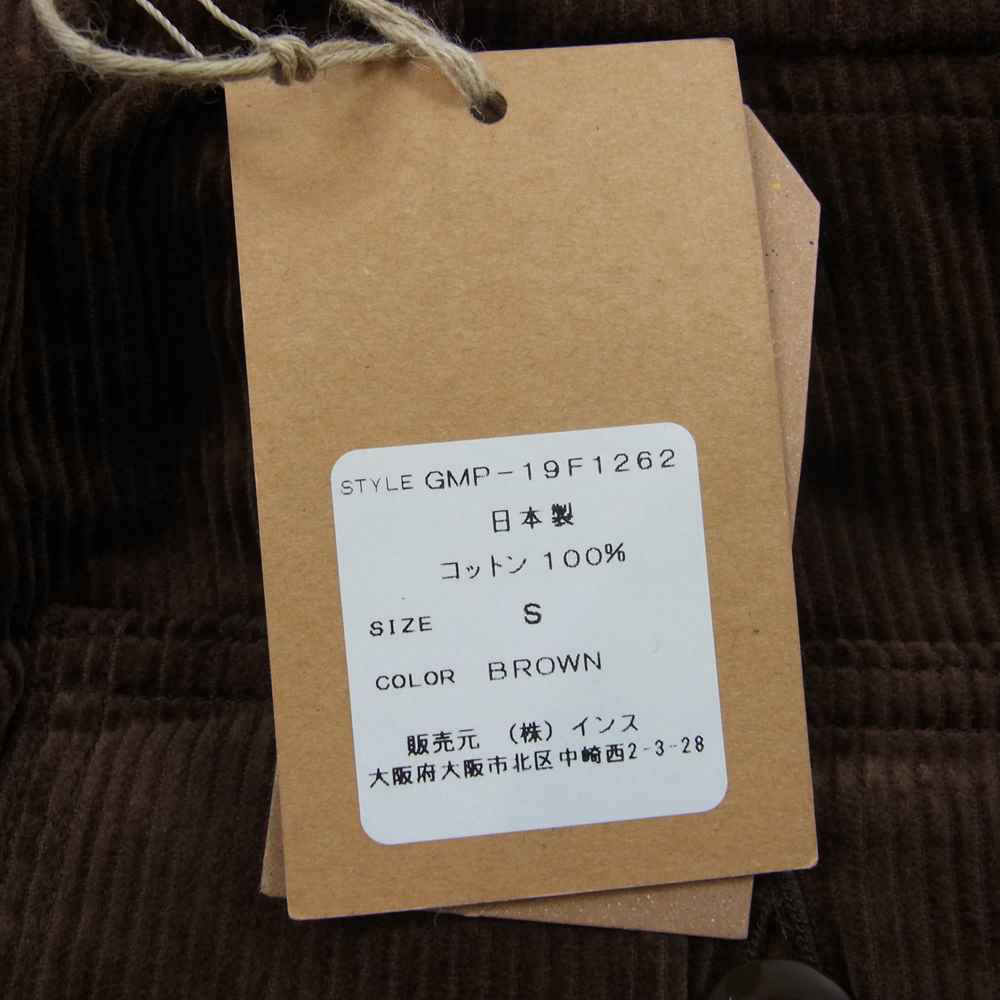 STYLE GMP-19F1262
日本製
コットン 100%
SIZE S
COLOR BROWN
販売元 (株) インス
大阪府大阪市北区中崎西2-3-28